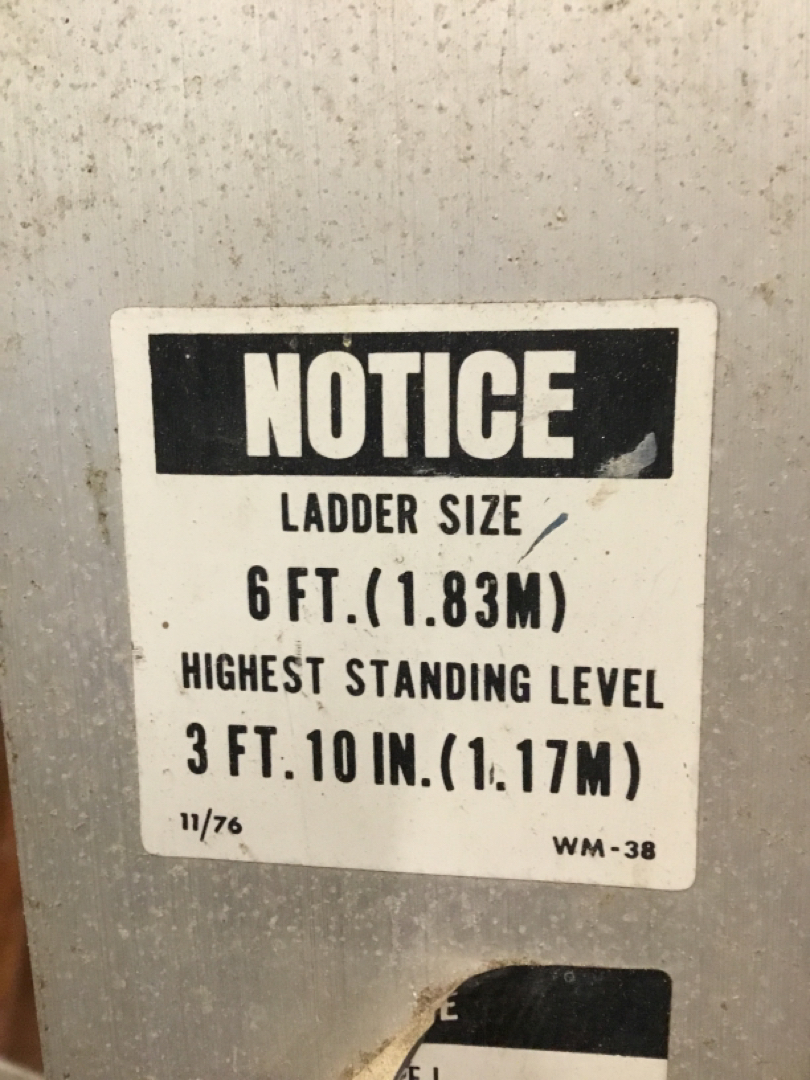 NOTICE
LADDER SIZE
6 FT.(1.83M)
HIGHEST STANDING LEVEL
3 FT. 10 IN.(1.17M)
11/76 WM-38